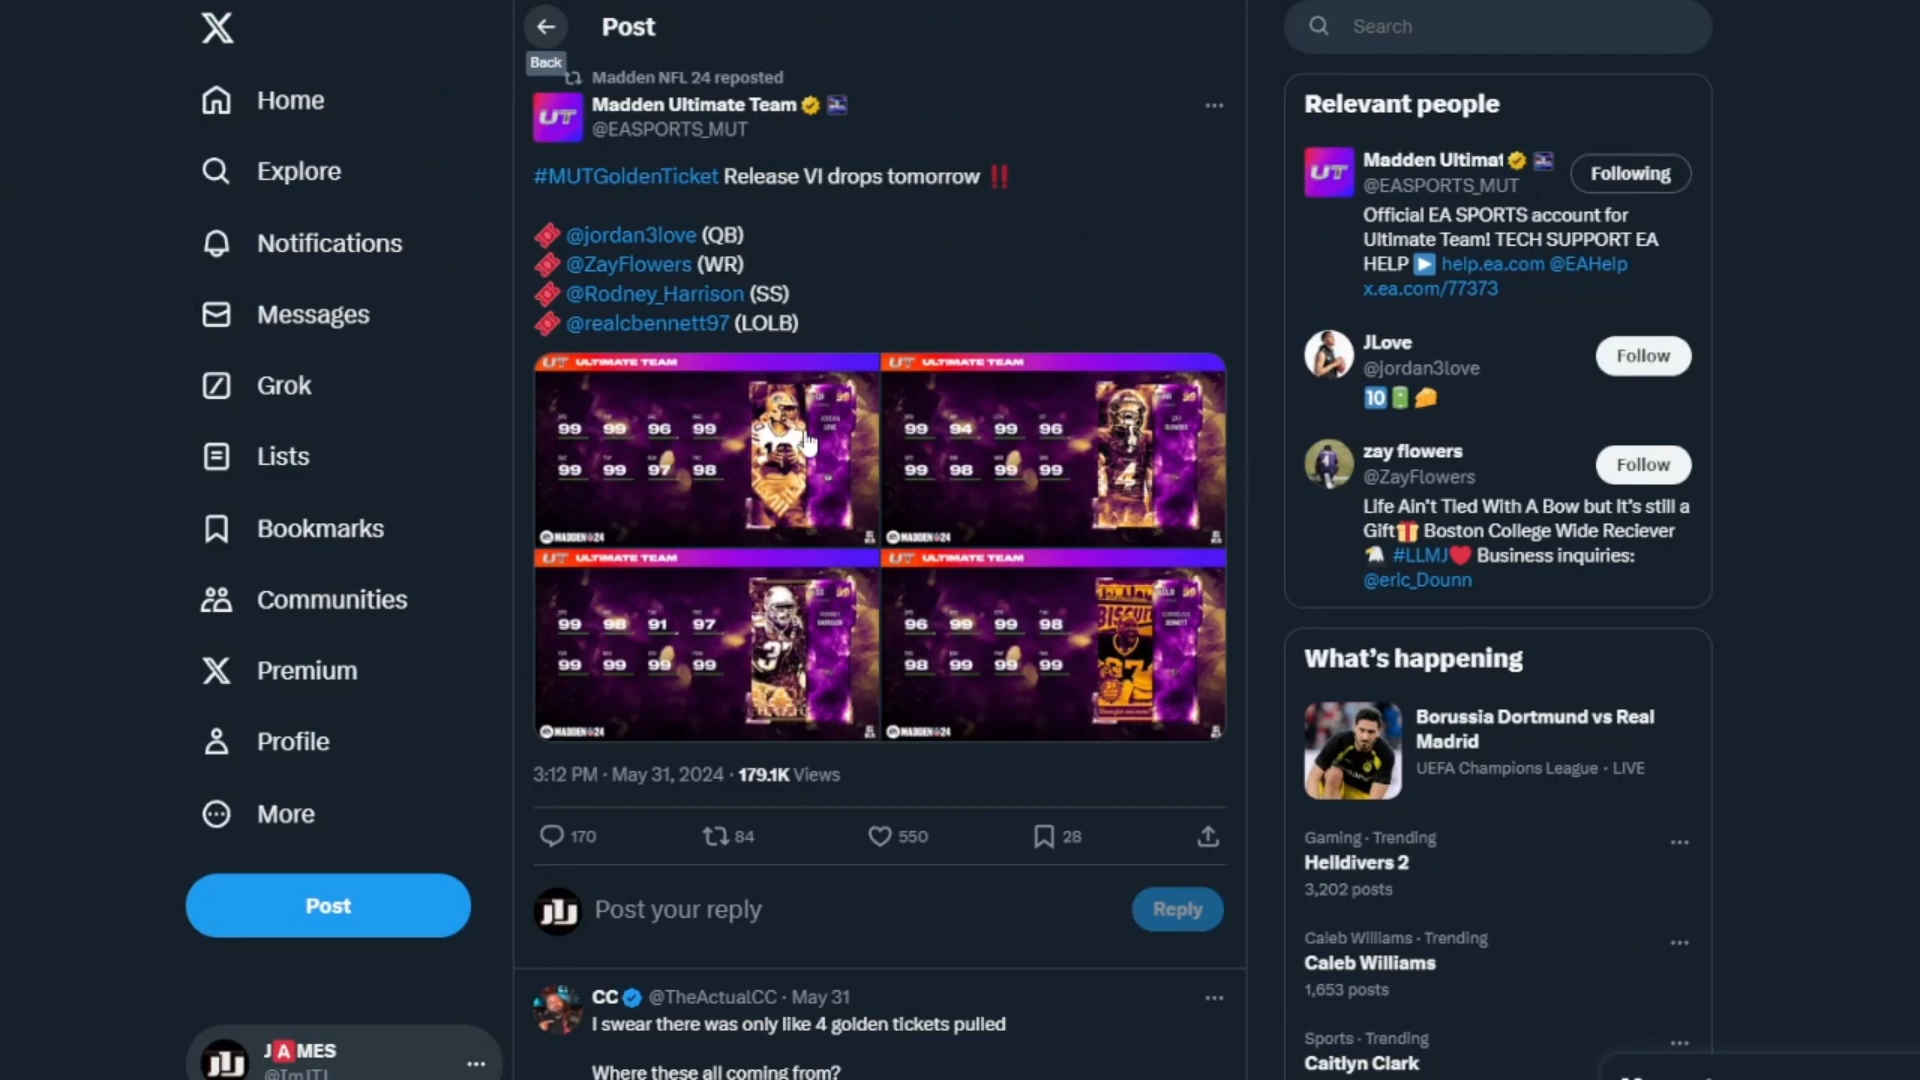 Home
Explore
Notifications
Messages
Grok
Lists
Bookmarks
Communities
Premium
Profile
More
Post
JAMES
Post
Back
Madden NFL 24 reposted
UT
Madden Ultimate Team
@EASPORTS_MUT
#MUTGoldenTicket Release VI drops tomorrow ‼️
@jordan3love (QB)
@ZayFlowers (WR)
@Rodney_Harrison (SS)
@realcbennett97 (LOLB)
UT ULTIMATE TEAM
99 99 96 99
99 99 97 98
MADDEN 24
UT ULTIMATE TEAM
99 94 99 96
99 98 99 99
MADDEN 24
UT ULTIMATE TEAM
99 98 91 97
99 99 99 99
MADDEN 24
UT ULTIMATE TEAM
96 99 99 98
98 99 99 99
MADDEN 24
3:12 PM · May 31, 2024 · 179.1K Views
170 84 550 28
Post your reply
Reply
CC @TheActualCC · May 31
I swear there was only like 4 golden tickets pulled
Where these all coming from?
Search
Relevant people
UT
Madden Ultimat
@EASPORTS_MUT
Following
Official EA SPORTS account for
Ultimate Team! TECH SUPPORT EA
HELP ▶️ help.ea.com @EAHelp
x.ea.com/77373
JLove
@jordan3love
Follow
10
zay flowers
@ZayFlowers
Follow
Life Ain't Tied With A Bow but It's still a
Gift🎁 Boston College Wide Reciever
#LLMJ❤️ Business inquiries:
@eric_Dounn
What's happening
Borussia Dortmund vs Real
Madrid
UEFA Champions League · LIVE
Gaming · Trending
Helldivers 2
3,202 posts
Caleb Williams · Trending
Caleb Williams
1,653 posts
Sports · Trending
Caitlyn Clark